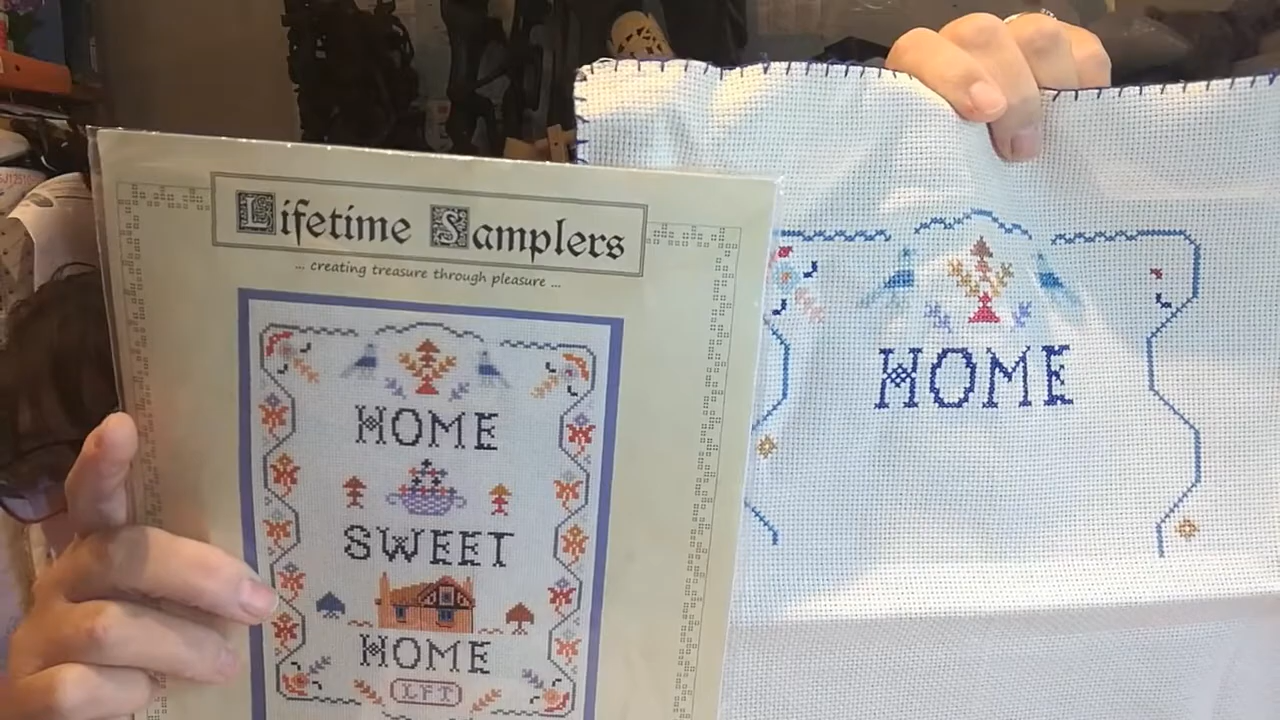 Lifetime Samplers
... creating treasure through pleasure ...
HOME
SWEET
HOME
LFT
HOME